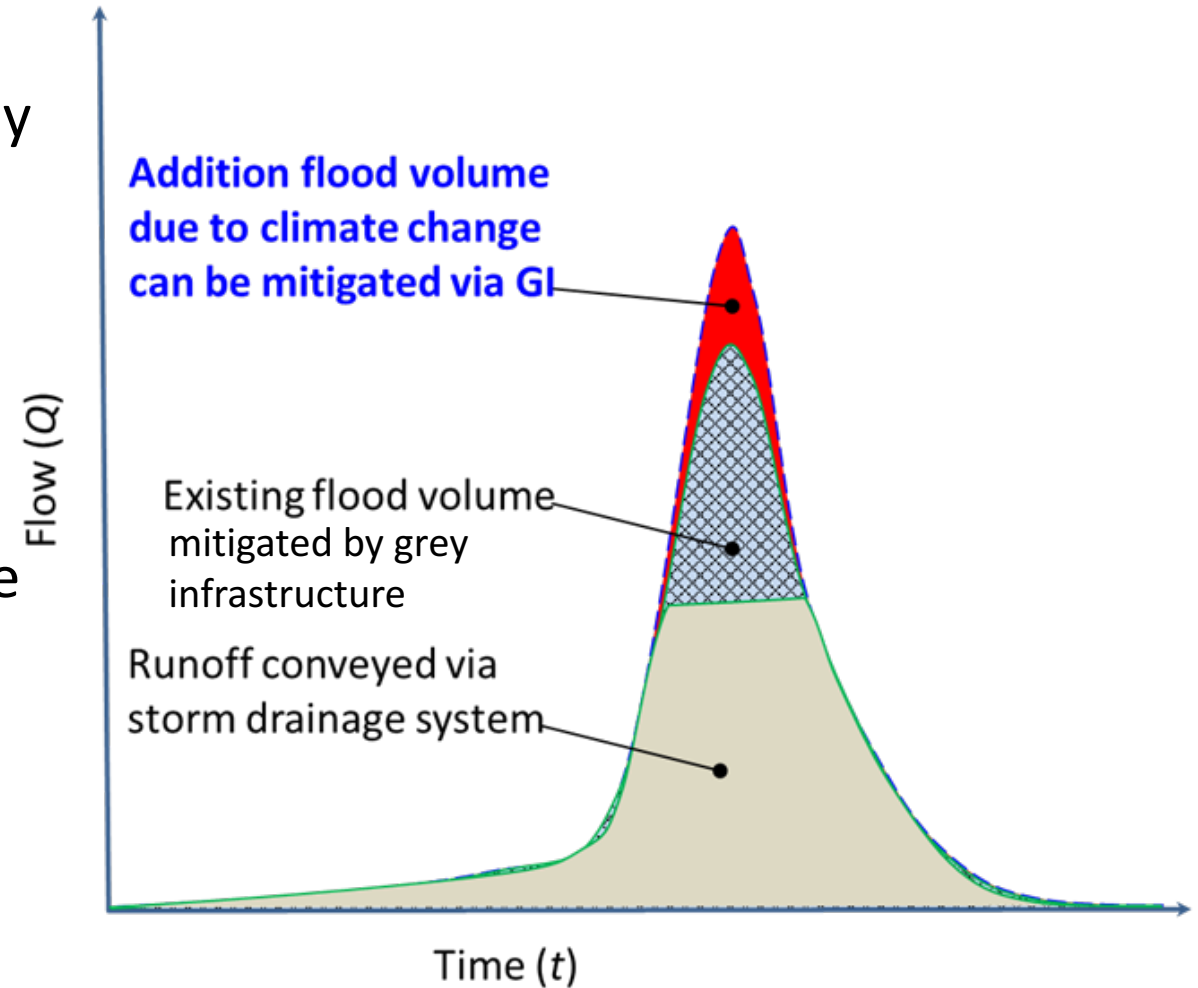 y
Addition flood volume
due to climate change
can be mitigated via GI
Flow (Q)
Existing flood volume
mitigated by grey
infrastructure
e
Runoff conveyed via
storm drainage system
Time (t)